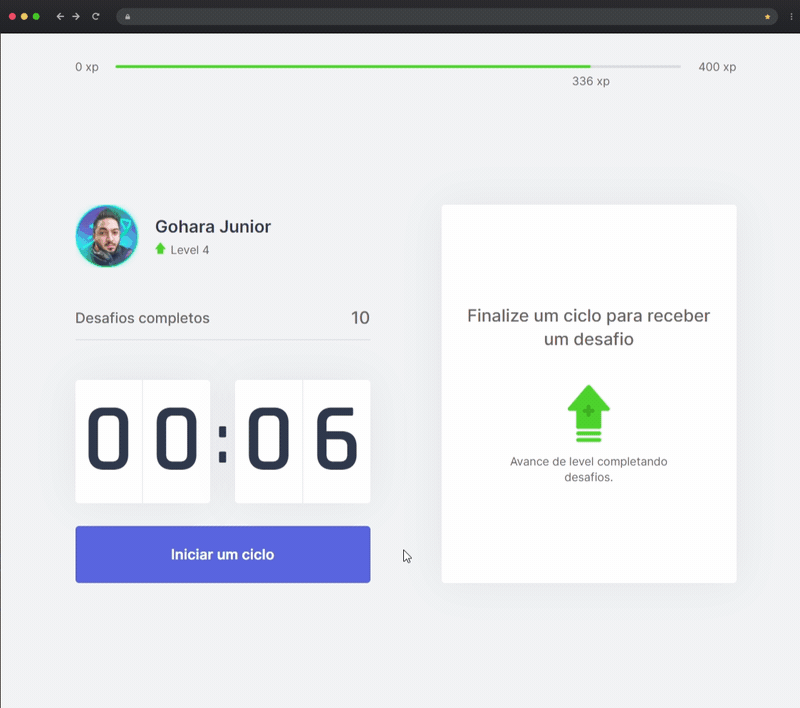 0 xp
400 xp
336 xp
Gohara Junior
Level 4
Desafios completos
10
00:06
Iniciar um ciclo
Finalize um ciclo para receber
um desafio
Avance de level completando
desafios.